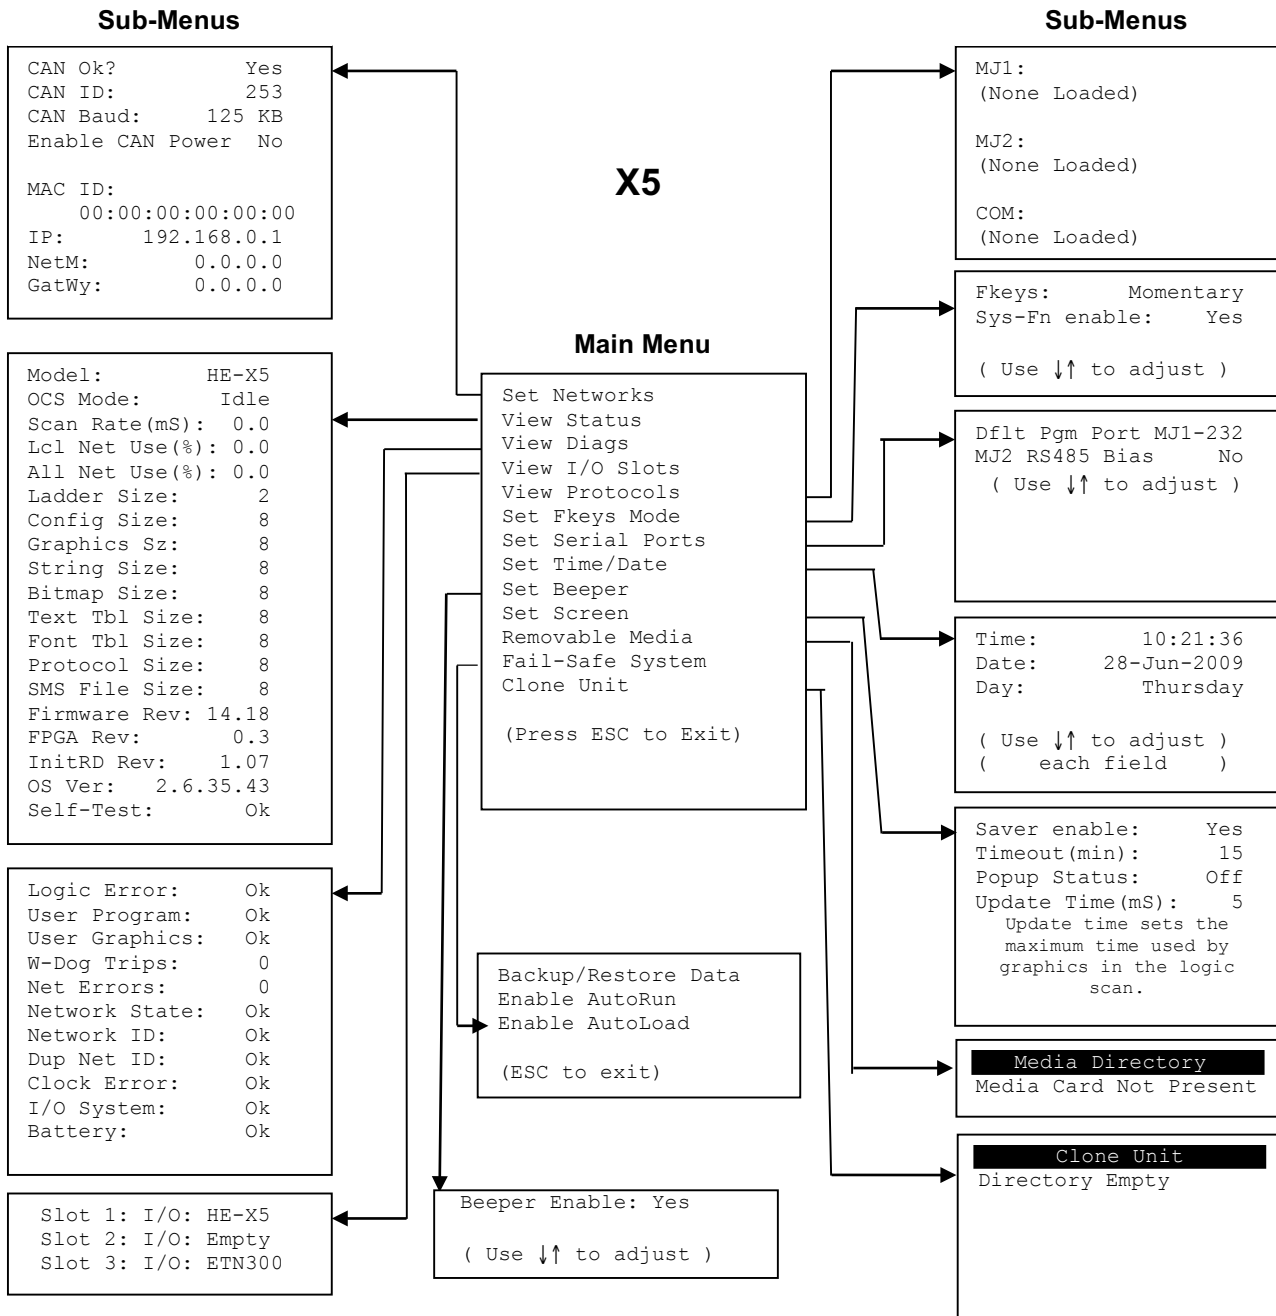 Sub-Menus
CAN Ok? Yes
CAN ID: 253
CAN Baud: 125 KB
Enable CAN Power No
MAC ID:
00:00:00:00:00:00
IP: 192.168.0.1
NetM: 0.0.0.0
GatWy: 0.0.0.0
Model: HE-X5
OCS Mode: Idle
Scan Rate(mS): 0.0
Lcl Net Use(%): 0.0
All Net Use(%): 0.0
Ladder Size: 2
Config Size: 8
Graphics Sz: 8
String Size: 8
Bitmap Size: 8
Text Tbl Size: 8
Font Tbl Size: 8
Protocol Size: 8
SMS File Size: 8
Firmware Rev: 14.18
FPGA Rev: 0.3
InitRD Rev: 1.07
OS Ver: 2.6.35.43
Self-Test: Ok
Logic Error: Ok
User Program: Ok
User Graphics: Ok
W-Dog Trips: 0
Net Errors: 0
Network State: Ok
Network ID: Ok
Dup Net ID: Ok
Clock Error: Ok
I/O System: Ok
Battery: Ok
Slot 1: I/O: HE-X5
Slot 2: I/O: Empty
Slot 3: I/O: ETN300
X5
Main Menu
Set Networks
View Status
View Diags
View I/O Slots
View Protocols
Set Fkeys Mode
Set Serial Ports
Set Time/Date
Set Beeper
Set Screen
Removable Media
Fail-Safe System
Clone Unit
(Press ESC to Exit)
Backup/Restore Data
Enable AutoRun
Enable AutoLoad
(ESC to exit)
Beeper Enable: Yes
( Use ↓↑ to adjust )
Sub-Menus
MJ1:
(None Loaded)
MJ2:
(None Loaded)
COM:
(None Loaded)
Fkeys: Momentary
Sys-Fn enable: Yes
( Use ↓↑ to adjust )
Dflt Pgm Port MJ1-232
MJ2 RS485 Bias No
( Use ↓↑ to adjust )
Time: 10:21:36
Date: 28-Jun-2009
Day: Thursday
( Use ↓↑ to adjust )
( each field )
Saver enable: Yes
Timeout(min): 15
Popup Status: Off
Update Time(mS): 5
Update time sets the
maximum time used by
graphics in the logic
scan.
Media Directory
Media Card Not Present
Clone Unit
Directory Empty